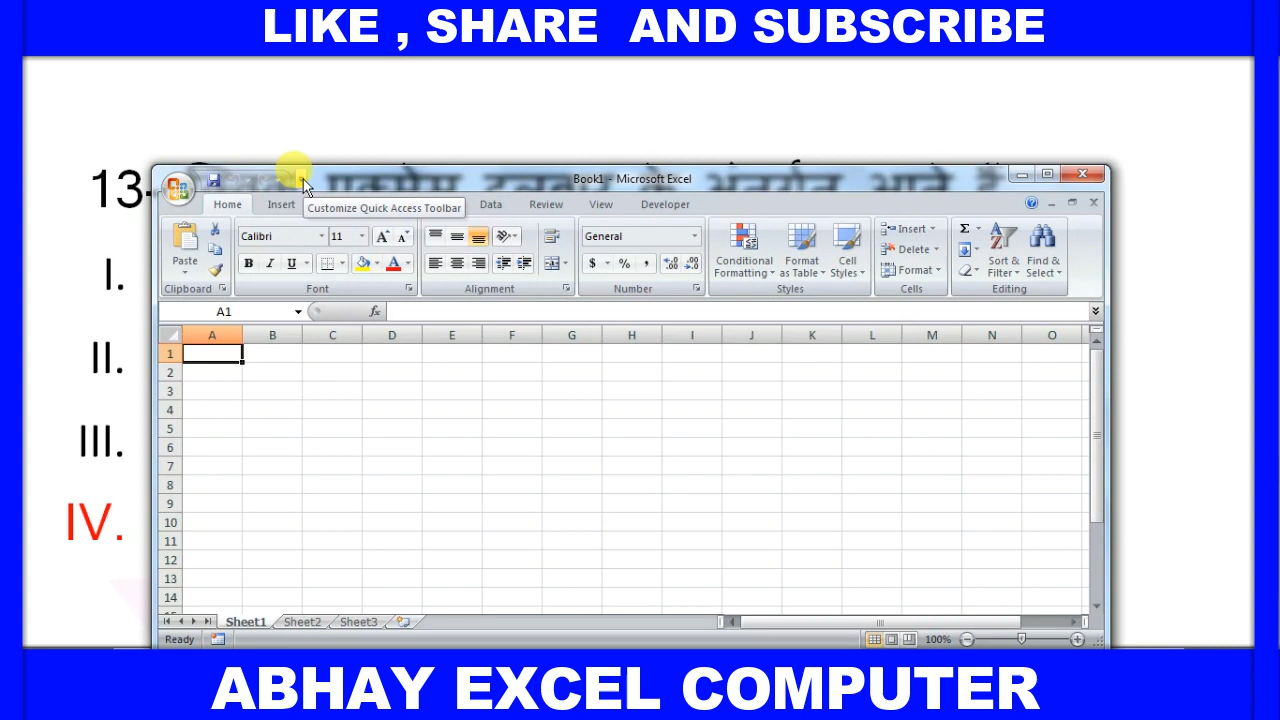 LIKE , SHARE AND SUBSCRIBE
13-
Book1 - Microsoft Excel
Home Insert Data Review View Developer
Customize Quick Access Toolbar
Calibri 11 General
Paste
B I U $ % ,
Conditional Formatting Format as Table Cell Styles
Insert Delete Format
Σ Sort & Filter Find & Select
Clipboard Font Alignment Number Styles Cells Editing
A1 fx
A B C D E F G H I J K L M N O
1
2
3
4
5
6
7
8
9
10
11
12
13
14
I.
II.
III.
IV.
Sheet1 Sheet2 Sheet3
Ready 100%
ABHAY EXCEL COMPUTER